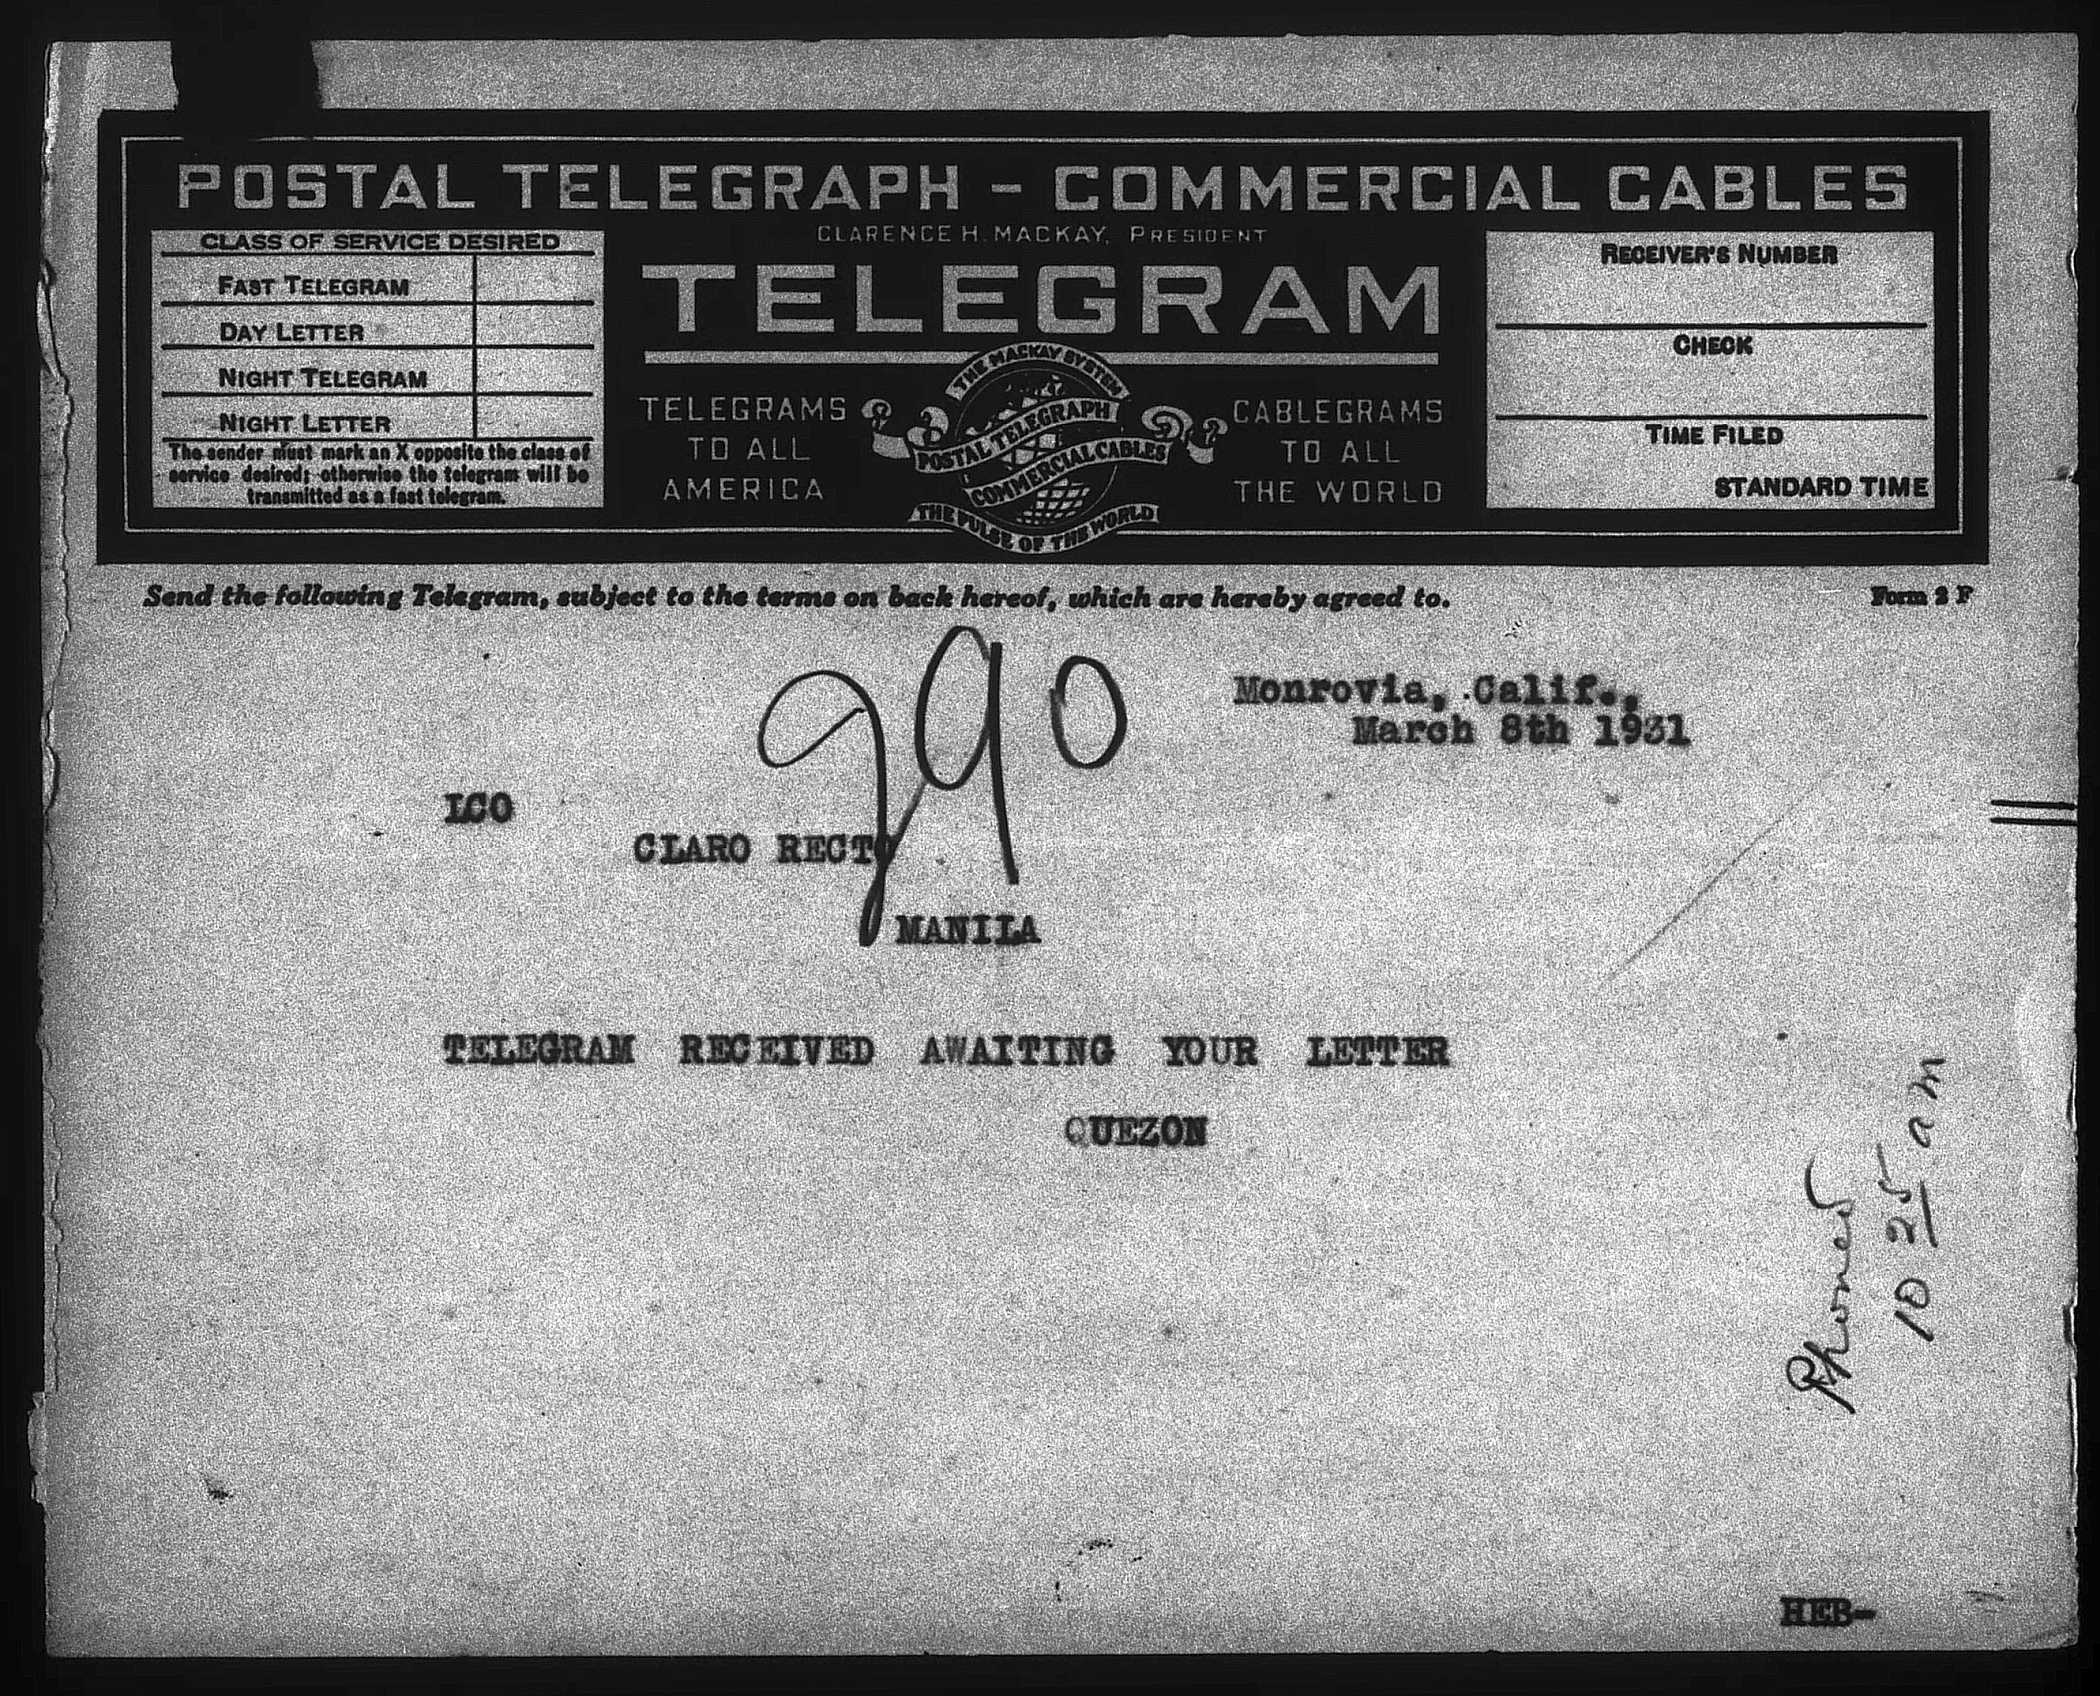 POSTAL TELEGRAPH - COMMERCIAL CABLES
CLARENCE H. MACKAY, PRESIDENT
CLASS OF SERVICE DESIRED
FAST TELEGRAM
DAY LETTER
NIGHT TELEGRAM
NIGHT LETTER
The sender must mark an X opposite the class of
service desired; otherwise the telegram will be
transmitted as a fast telegram.
TELEGRAM
TELEGRAMS
TO ALL
AMERICA
THE MACKAY SYSTEM
POSTAL TELEGRAPH
COMMERCIAL CABLES
THE PULSE OF THE WORLD
CABLEGRAMS
TO ALL
THE WORLD
RECEIVER'S NUMBER
CHECK
TIME FILED
STANDARD TIME
Send the following Telegram, subject to the terms on back hereof, which are hereby agreed to.
Form 2 F
290
Monrovia, Calif.,
March 8th 1931
LCO
CLARO RECTO
MANILA
TELEGRAM RECEIVED AWAITING YOUR LETTER
QUEZON
Phoned
10 25 am
HEB-